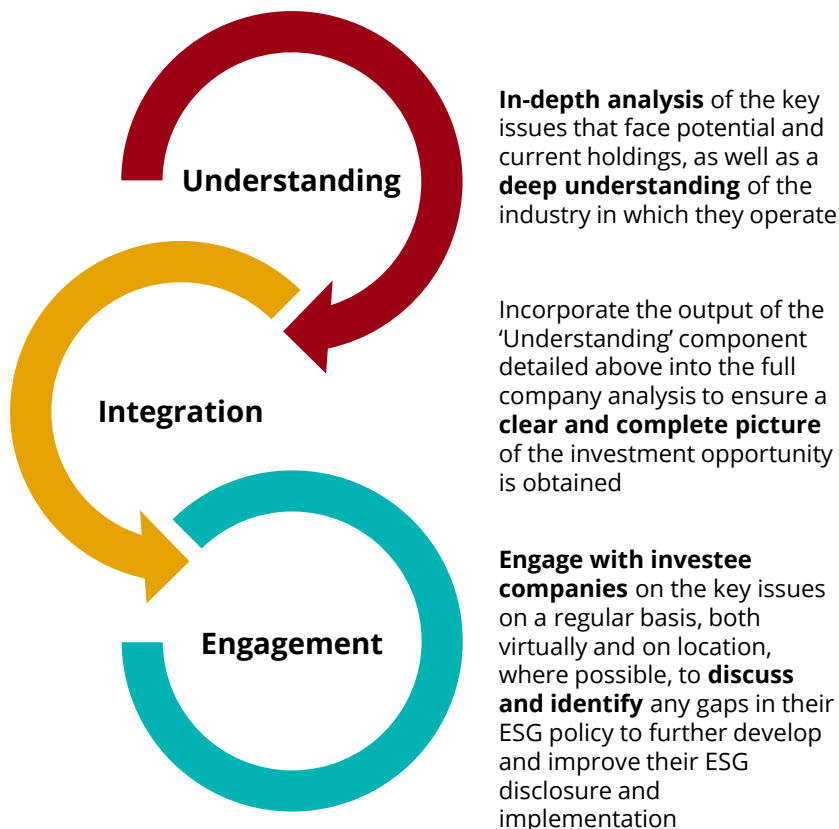 Understanding
In-depth analysis of the key
issues that face potential and
current holdings, as well as a
deep understanding of the
industry in which they operate
Integration
Incorporate the output of the
‘Understanding’ component
detailed above into the full
company analysis to ensure a
clear and complete picture
of the investment opportunity
is obtained
Engagement
Engage with investee
companies on the key issues
on a regular basis, both
virtually and on location,
where possible, to discuss
and identify any gaps in their
ESG policy to further develop
and improve their ESG
disclosure and
implementation